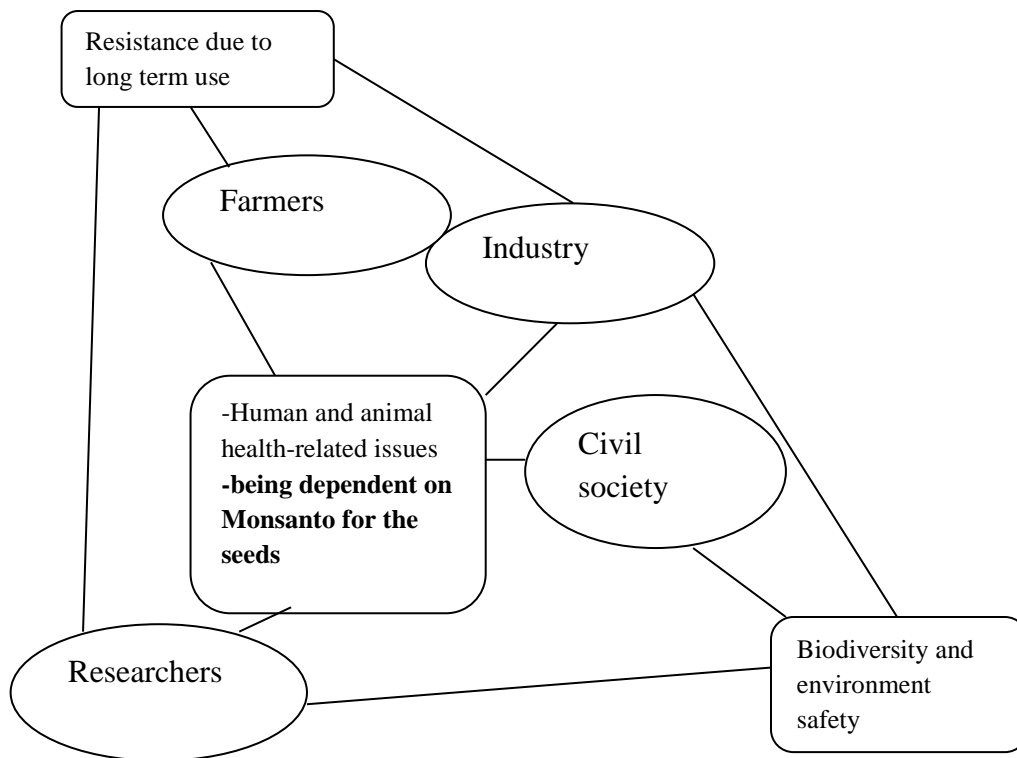 Resistance due to
long term use
Farmers
Industry
-Human and animal
health-related issues
-being dependent on
Monsanto for the
seeds
Civil
society
Researchers
Biodiversity and
environment
safety